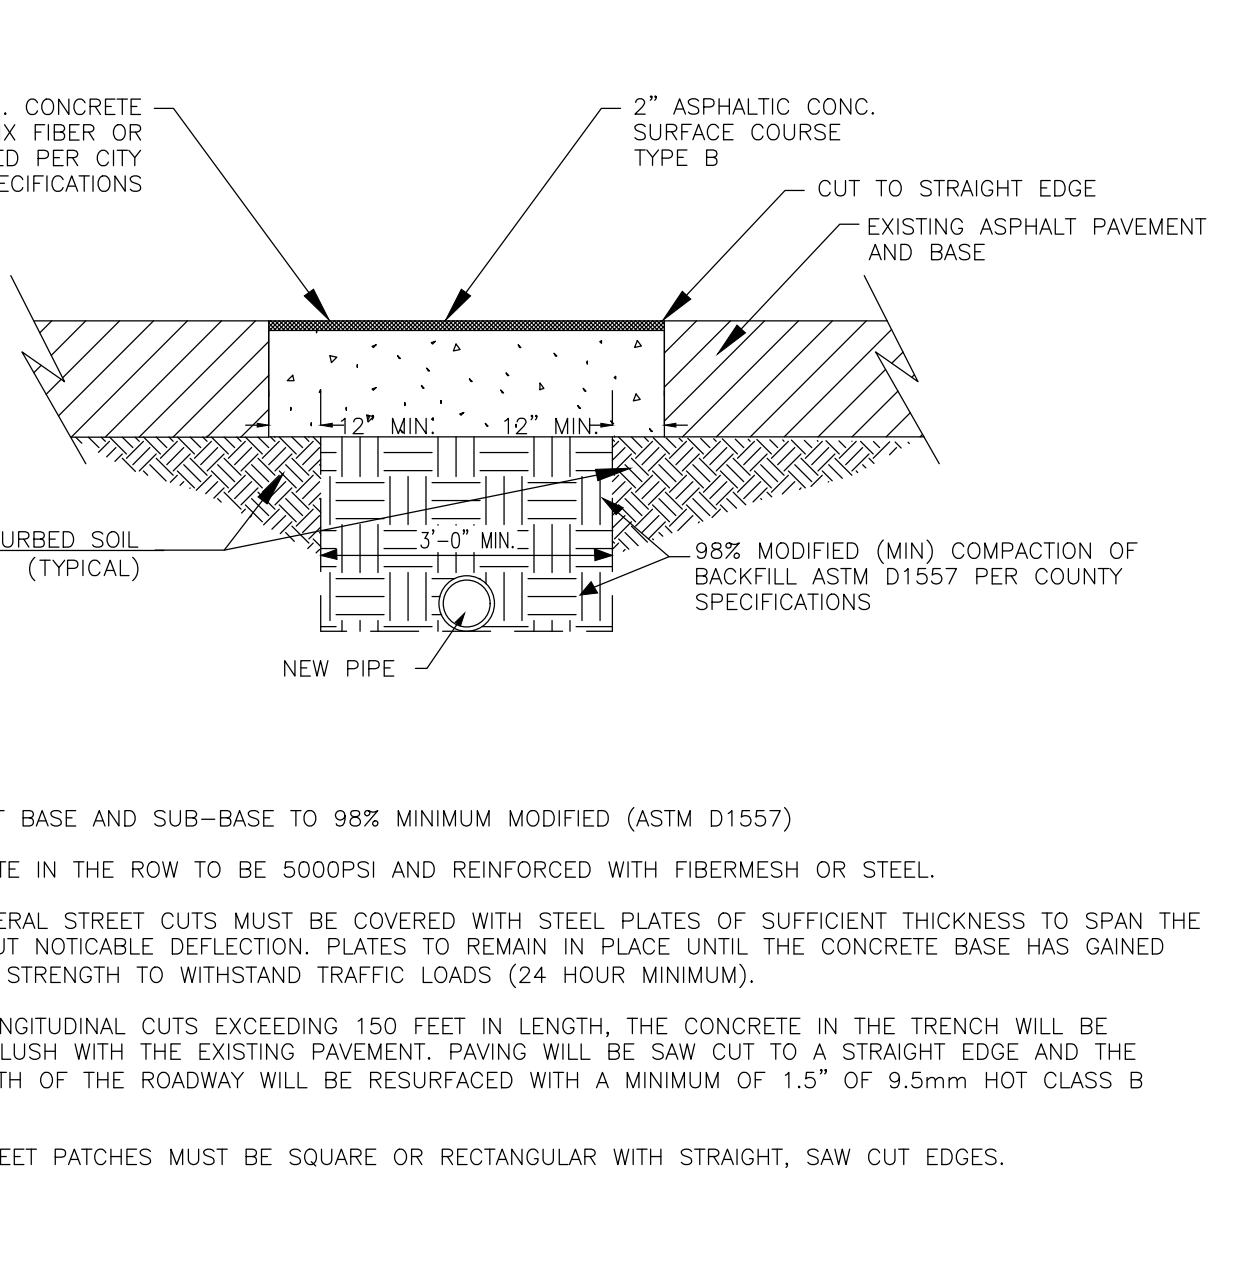 . CONCRETE
IX FIBER OR
ED PER CITY
ECIFICATIONS
2” ASPHALTIC CONC.
SURFACE COURSE
TYPE B
CUT TO STRAIGHT EDGE
EXISTING ASPHALT PAVEMENT
AND BASE
12” MIN. 12” MIN.
URBED SOIL
(TYPICAL)
3’-0” MIN.
98% MODIFIED (MIN) COMPACTION OF
BACKFILL ASTM D1557 PER COUNTY
SPECIFICATIONS
NEW PIPE
T BASE AND SUB-BASE TO 98% MINIMUM MODIFIED (ASTM D1557)
TE IN THE ROW TO BE 5000PSI AND REINFORCED WITH FIBERMESH OR STEEL.
ERAL STREET CUTS MUST BE COVERED WITH STEEL PLATES OF SUFFICIENT THICKNESS TO SPAN THE
UT NOTICABLE DEFLECTION. PLATES TO REMAIN IN PLACE UNTIL THE CONCRETE BASE HAS GAINED
STRENGTH TO WITHSTAND TRAFFIC LOADS (24 HOUR MINIMUM).
NGITUDINAL CUTS EXCEEDING 150 FEET IN LENGTH, THE CONCRETE IN THE TRENCH WILL BE
LUSH WITH THE EXISTING PAVEMENT. PAVING WILL BE SAW CUT TO A STRAIGHT EDGE AND THE
TH OF THE ROADWAY WILL BE RESURFACED WITH A MINIMUM OF 1.5” OF 9.5mm HOT CLASS B
EET PATCHES MUST BE SQUARE OR RECTANGULAR WITH STRAIGHT, SAW CUT EDGES.